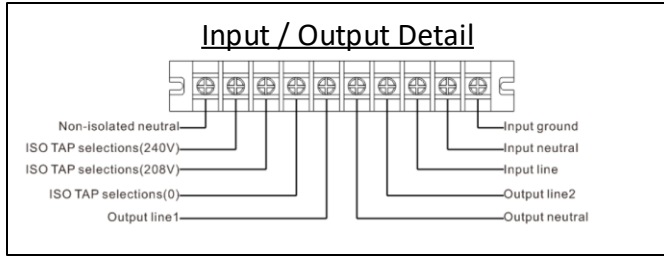 Input / Output Detail
Non-isolated neutral
ISO TAP selections(240V)
ISO TAP selections(208V)
ISO TAP selections(0)
Output line1
Input ground
Input neutral
Input line
Output line2
Output neutral